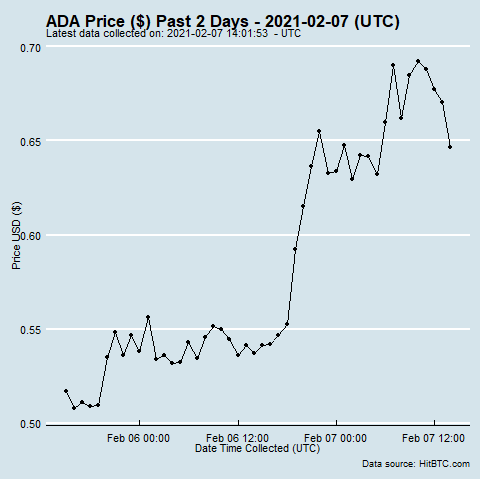 ADA Price ($) Past 2 Days - 2021-02-07 (UTC)
Latest data collected on: 2021-02-07 14:01:53 - UTC
0.70
0.65
0.60
0.55
0.50
Price USD ($)
Feb 06 00:00 Feb 06 12:00 Feb 07 00:00 Feb 07 12:00
Date Time Collected (UTC)
Data source: HitBTC.com